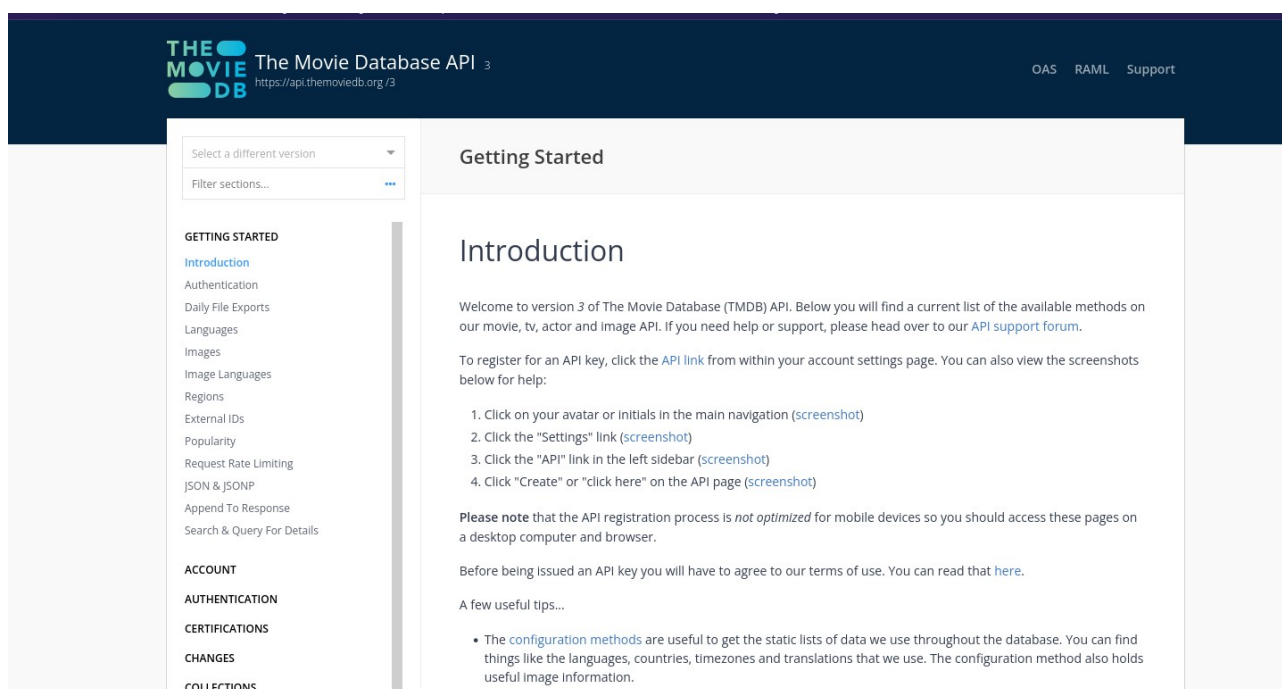 THE
MOVIE
DB
The Movie Database API 3
https://api.themoviedb.org /3
OAS RAML Support
Select a different version
Filter sections...
GETTING STARTED
Introduction
Authentication
Daily File Exports
Languages
Images
Image Languages
Regions
External IDs
Popularity
Request Rate Limiting
JSON & JSONP
Append To Response
Search & Query For Details
ACCOUNT
AUTHENTICATION
CERTIFICATIONS
CHANGES
COLLECTIONS
Getting Started
Introduction
Welcome to version 3 of The Movie Database (TMDB) API. Below you will find a current list of the available methods on
our movie, tv, actor and image API. If you need help or support, please head over to our API support forum.
To register for an API key, click the API link from within your account settings page. You can also view the screenshots
below for help:
1. Click on your avatar or initials in the main navigation (screenshot)
2. Click the "Settings" link (screenshot)
3. Click the "API" link in the left sidebar (screenshot)
4. Click "Create" or "click here" on the API page (screenshot)
Please note that the API registration process is not optimized for mobile devices so you should access these pages on
a desktop computer and browser.
Before being issued an API key you will have to agree to our terms of use. You can read that here.
A few useful tips...
• The configuration methods are useful to get the static lists of data we use throughout the database. You can find
things like the languages, countries, timezones and translations that we use. The configuration method also holds
useful image information.